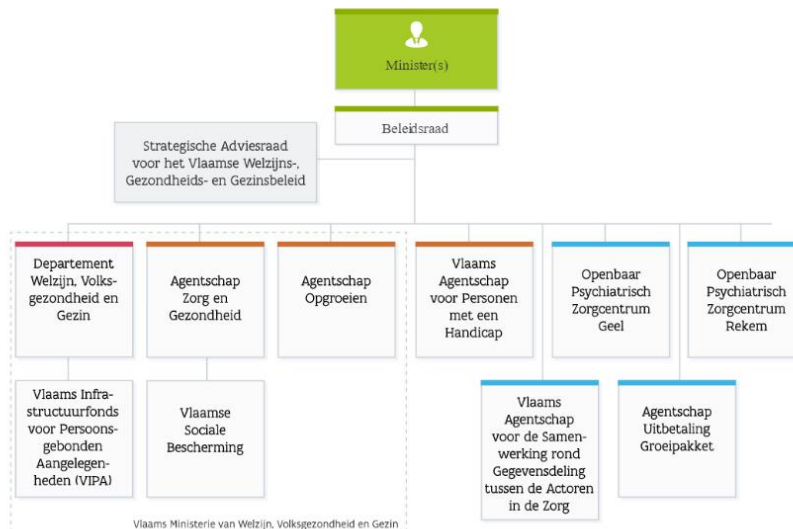 Minister(s)
Beleidsraad
Strategische Adviesraad
voor het Vlaamse Welzijns-,
Gezondheids- en Gezinsbeleid
Departement
Welzijn, Volks-
gezondheid en
Gezin
Agentschap
Zorg en
Gezondheid
Agentschap
Opgroeien
Vlaams
Agentschap
voor Personen
met een
Handicap
Openbaar
Psychiatrisch
Zorgcentrum
Geel
Openbaar
Psychiatrisch
Zorgcentrum
Rekem
Vlaams Infra-
structuurfonds
voor Persoons-
gebonden
Aangelegen-
heden (VIPA)
Vlaamse
Sociale
Bescherming
Vlaams
Agentschap
voor de Samen-
werking rond
Gegevensdeling
tussen de Actoren
in de Zorg
Agentschap
Uitbetaling
Groeipakket
Vlaams Ministerie van Welzijn, Volksgezondheid en Gezin